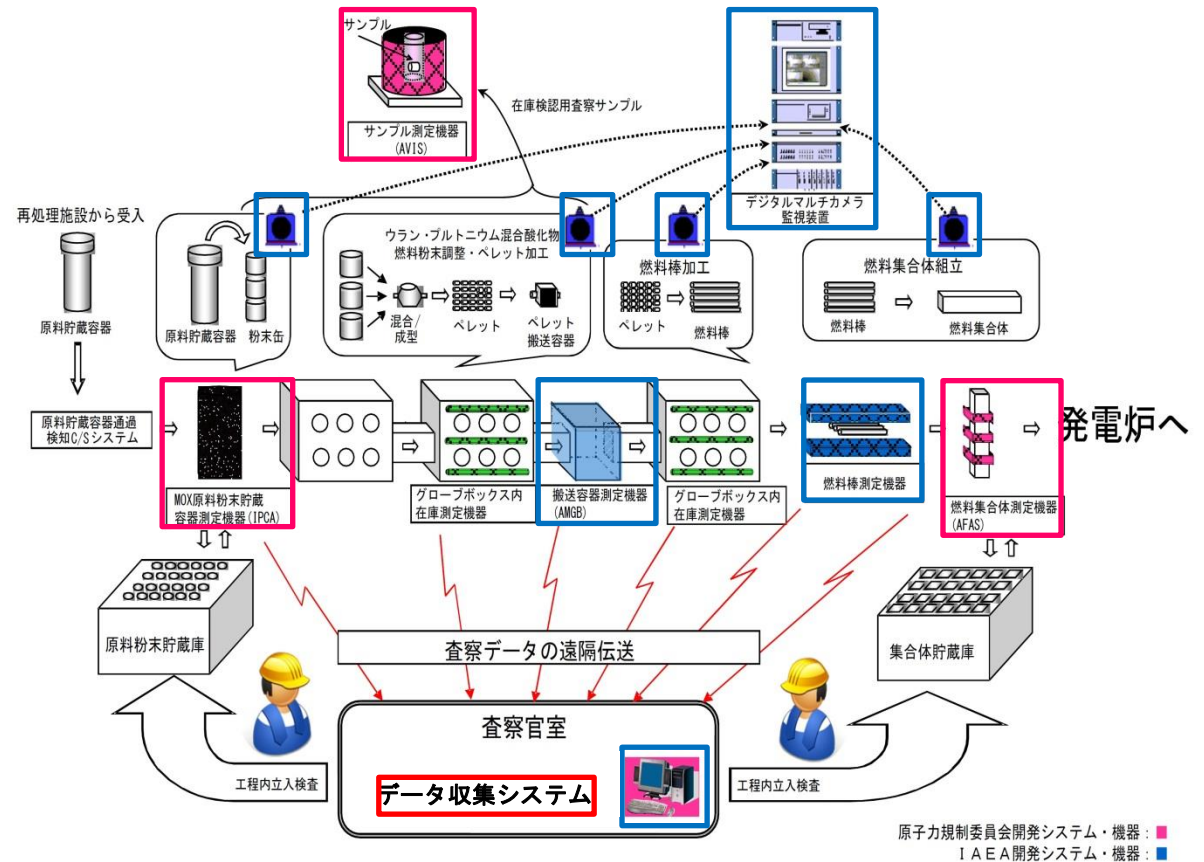 サンプル
サンプル測定機器
(AVIS)
在庫検認用査察サンプル
デジタルマルチカメラ
監視装置
再処理施設から受入
原料貯蔵容器
原料貯蔵容器
粉末缶
ウラン・プルトニウム混合酸化物
燃料粉末調整・ペレット加工
混合/
成型
ペレット
ペレット
搬送容器
燃料棒加工
ペレット
燃料棒
燃料集合体組立
燃料棒
燃料集合体
原料貯蔵容器通過
検知C/Sシステム
MOX原料粉末貯蔵
容器測定機器(IPCA)
グローブボックス内
在庫測定機器
搬送容器測定機器
(AMGB)
グローブボックス内
在庫測定機器
燃料棒測定機器
燃料集合体測定機器
(AFAS)
発電炉へ
原料粉末貯蔵庫
査察データの遠隔伝送
集合体貯蔵庫
査察官室
データ収集システム
工程内立入検査
工程内立入検査
原子力規制委員会開発システム・機器:■
IAEA開発システム・機器:■